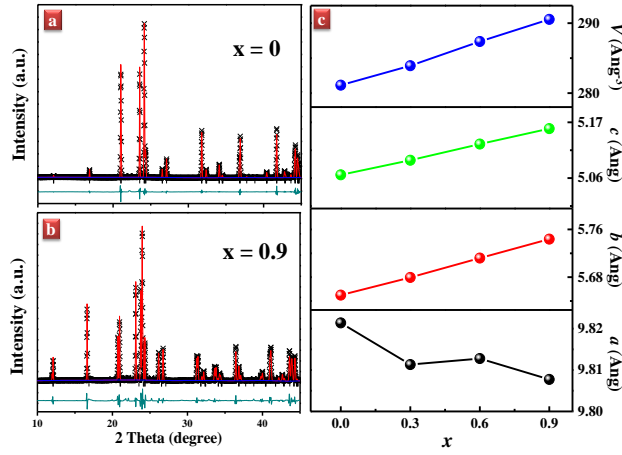 a
x = 0
Intensity (a.u.)
b
x = 0.9
Intensity (a.u.)
10 20 30 40
2 Theta (degree)
c
290
280
V (Ang⁻³)
5.17
5.06
c (Ang)
5.76
5.68
b (Ang)
9.82
9.81
9.80
a (Ang)
0.0 0.3 0.6 0.9
x